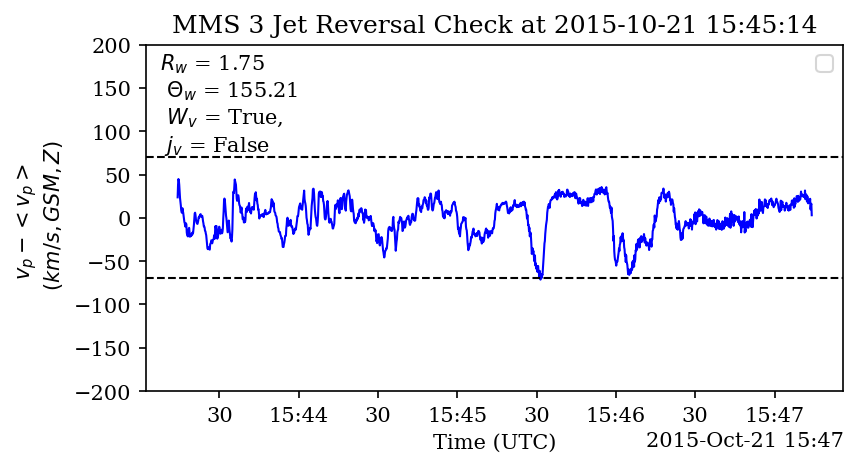 MMS 3 Jet Reversal Check at 2015-10-21 15:45:14
R_w = 1.75
Θ_w = 155.21
W_v = True,
j_v = False
v_p − < v_p >
(km/s, GSM, Z)
200
150
100
50
0
−50
−100
−150
−200
30 15:44 30 15:45 30 15:46 30 15:47
Time (UTC)
2015-Oct-21 15:47